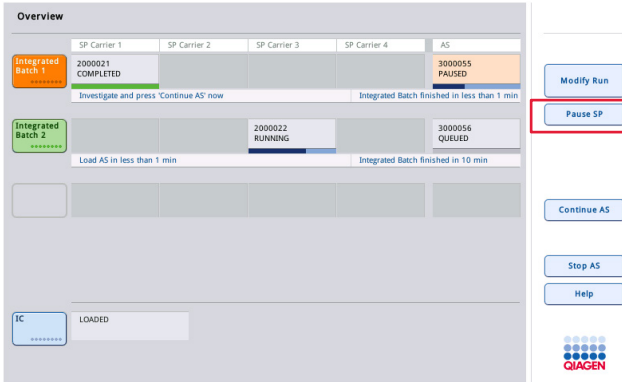 Overview
SP Carrier 1 SP Carrier 2 SP Carrier 3 SP Carrier 4 AS
Integrated
Batch 1
2000021
COMPLETED
3000055
PAUSED
Investigate and press 'Continue AS' now
Integrated Batch finished in less than 1 min
Integrated
Batch 2
2000022
RUNNING
3000056
QUEUED
Load AS in less than 1 min
Integrated Batch finished in 10 min
IC
LOADED
Modify Run
Pause SP
Continue AS
Stop AS
Help
QIAGEN